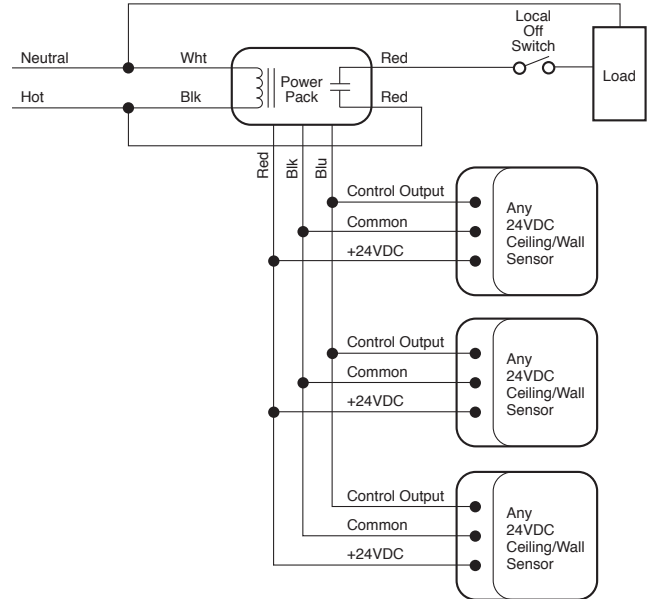 Local
Off
Switch
Neutral
Wht
Power
Pack
Red
Load
Hot
Blk
Red
Red
Blk
Blu
Control Output
Common
+24VDC
Any
24VDC
Ceiling/Wall
Sensor
Control Output
Common
+24VDC
Any
24VDC
Ceiling/Wall
Sensor
Control Output
Common
+24VDC
Any
24VDC
Ceiling/Wall
Sensor